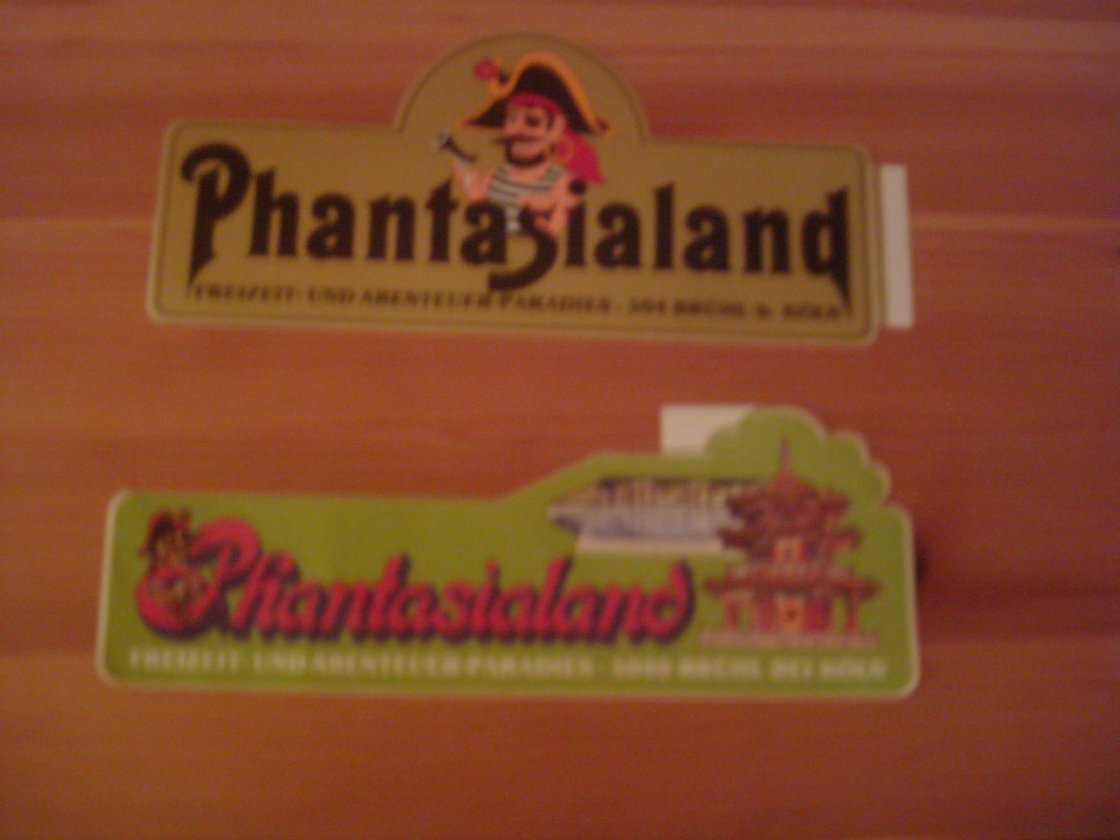 Phantasialand
FREIZEIT- UND ABENTEUER-PARADIES · 504 BRÜHL b. KÖLN
Phantasialand
FREIZEIT- UND ABENTEUER-PARADIES · 5040 BRÜHL BEI KÖLN